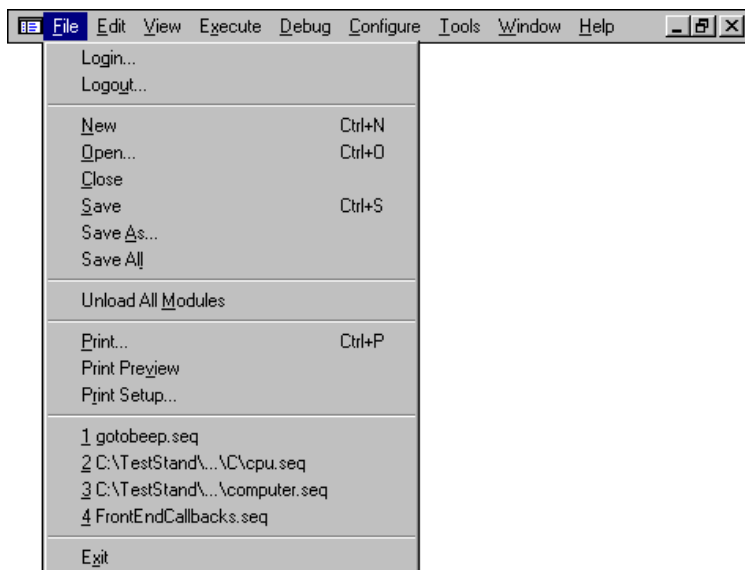 File Edit View Execute Debug Configure Tools Window Help
Login...
Logout...
New Ctrl+N
Open... Ctrl+O
Close
Save Ctrl+S
Save As...
Save All
Unload All Modules
Print... Ctrl+P
Print Preview
Print Setup...
1 gotobeep.seq
2 C:\TestStand\...\C\cpu.seq
3 C:\TestStand\...\computer.seq
4 FrontEndCallbacks.seq
Exit